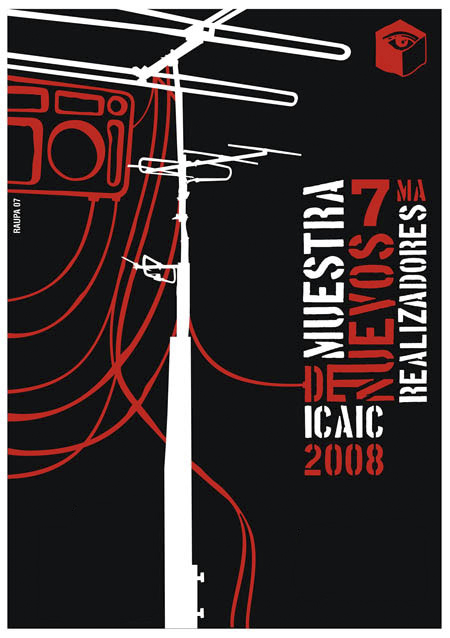 7MA
MUESTRA
DE NUEVOS
REALIZADORES
ICAIC
2008
RAUPA 07